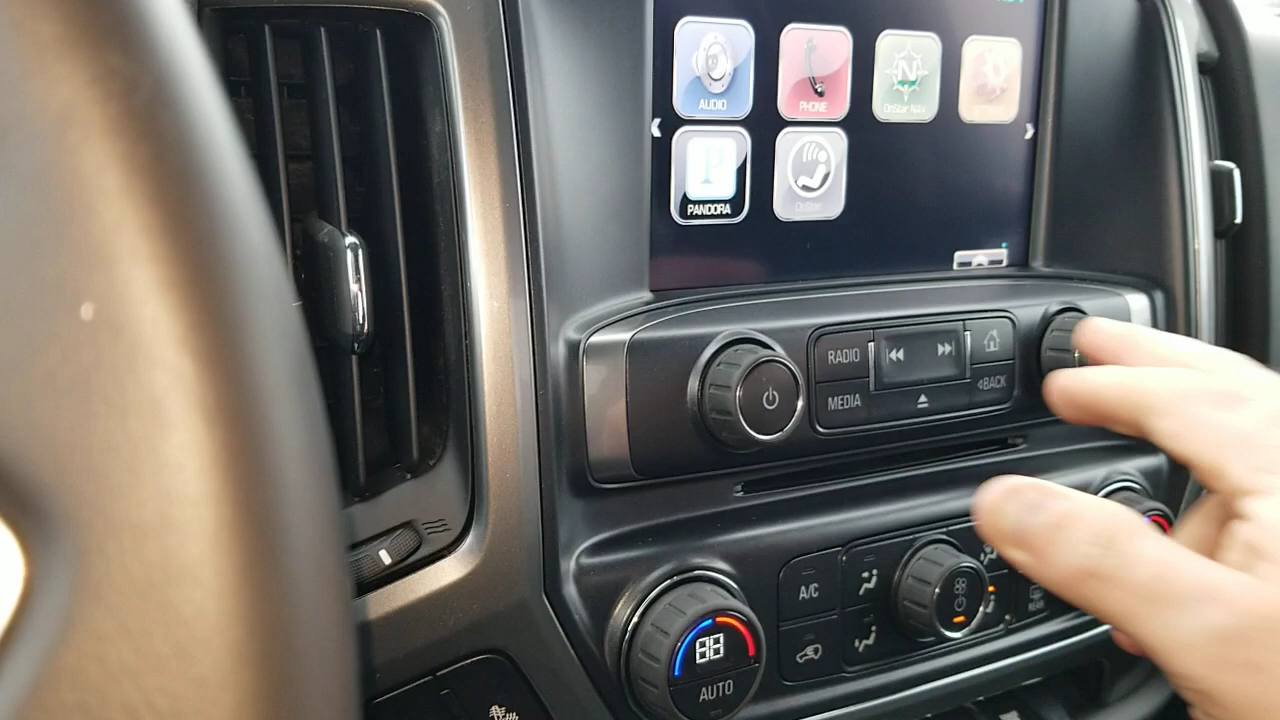 AUDIO
PHONE
N
OnStar Nav
P
PANDORA
OnStar
RADIO
MEDIA
BACK
A/C
REAR
88
AUTO